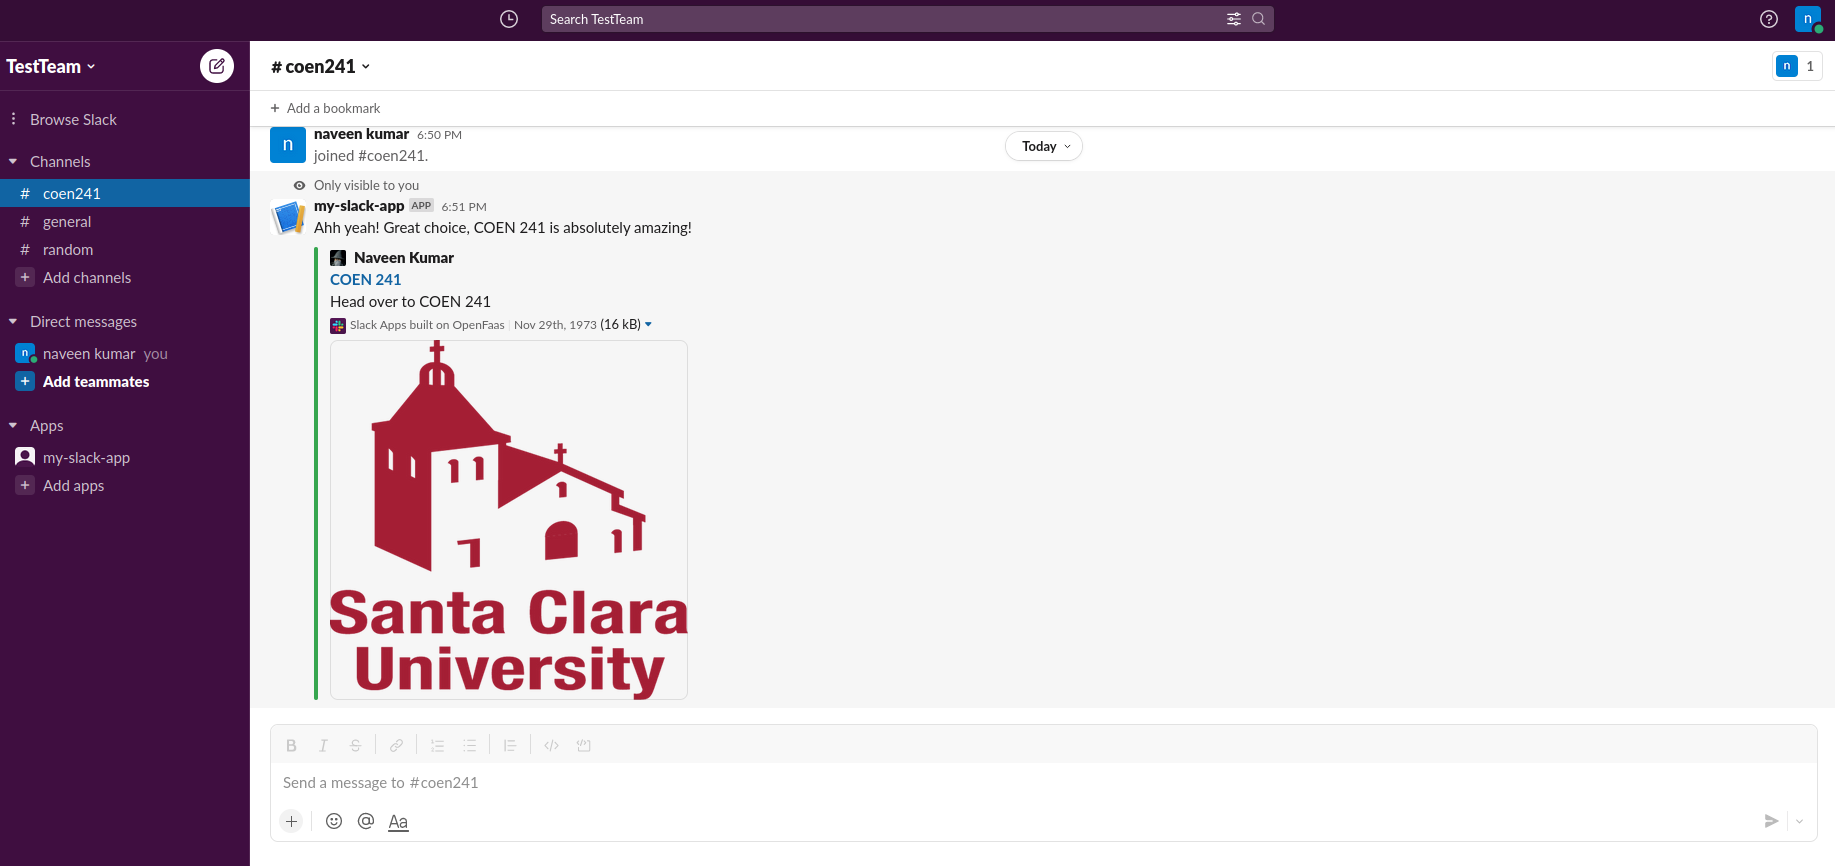 Search TestTeam
n
TestTeam
# coen241
n 1
Add a bookmark
Browse Slack
Channels
# coen241
# general
# random
+ Add channels
Direct messages
n naveen kumar you
+ Add teammates
Apps
my-slack-app
+ Add apps
n
naveen kumar 6:50 PM
joined #coen241.
Today
Only visible to you
my-slack-app APP 6:51 PM
Ahh yeah! Great choice, COEN 241 is absolutely amazing!
Naveen Kumar
COEN 241
Head over to COEN 241
Slack Apps built on OpenFaas | Nov 29th, 1973 (16 kB)
Santa Clara
University
B I S
Send a message to #coen241
+ @ Aa